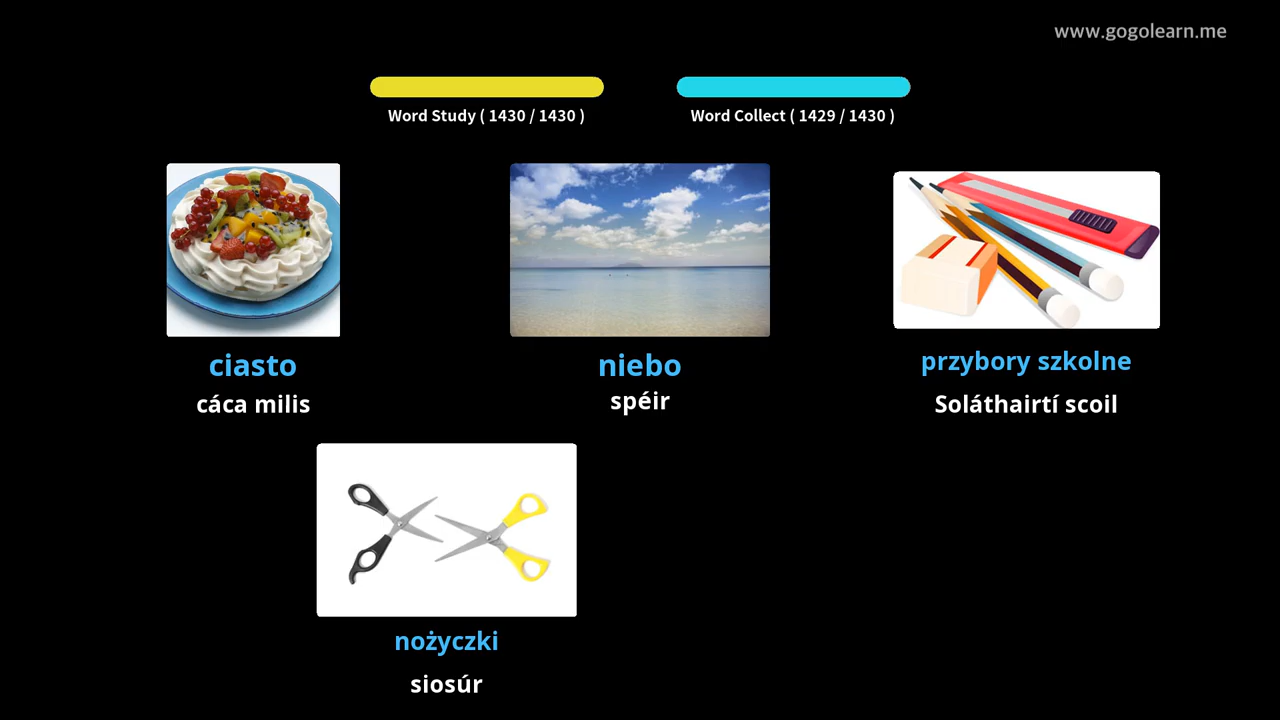 www.gogolearn.me
Word Study ( 1430 / 1430 )
Word Collect ( 1429 / 1430 )
ciasto
cáca milis
niebo
spéir
przybory szkolne
Soláthairtí scoil
nożyczki
siosúr